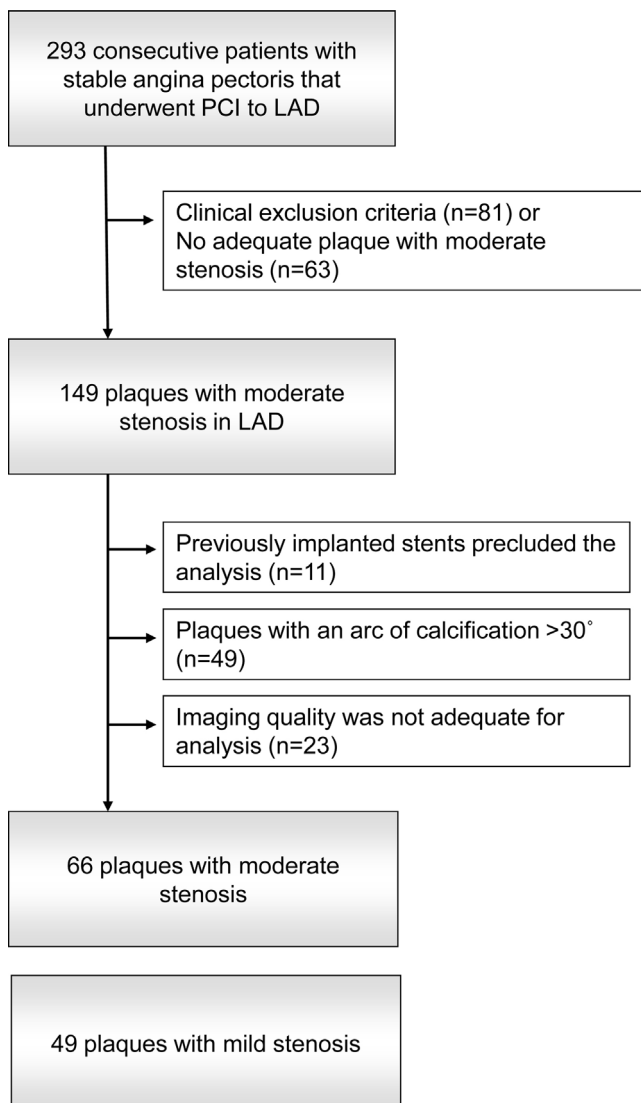 293 consecutive patients with
stable angina pectoris that
underwent PCI to LAD
Clinical exclusion criteria (n=81) or
No adequate plaque with moderate
stenosis (n=63)
149 plaques with moderate
stenosis in LAD
Previously implanted stents precluded the
analysis (n=11)
Plaques with an arc of calcification >30˚
(n=49)
Imaging quality was not adequate for
analysis (n=23)
66 plaques with moderate
stenosis
49 plaques with mild stenosis